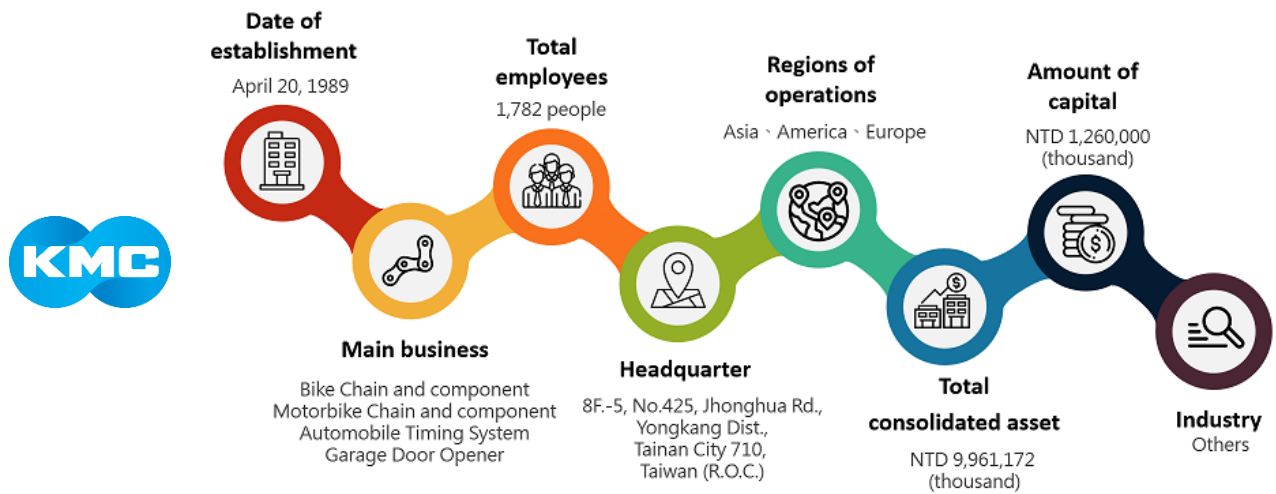 KMC
Date of
establishment
April 20, 1989
Main business
Bike Chain and component
Motorbike Chain and component
Automobile Timing System
Garage Door Opener
Total
employees
1,782 people
Headquarter
8F.-5, No.425, Jhonghua Rd.,
Yongkang Dist.,
Tainan City 710,
Taiwan (R.O.C.)
Regions of
operations
Asia、America、Europe
Total
consolidated asset
NTD 9,961,172
(thousand)
Amount of
capital
NTD 1,260,000
(thousand)
Industry
Others